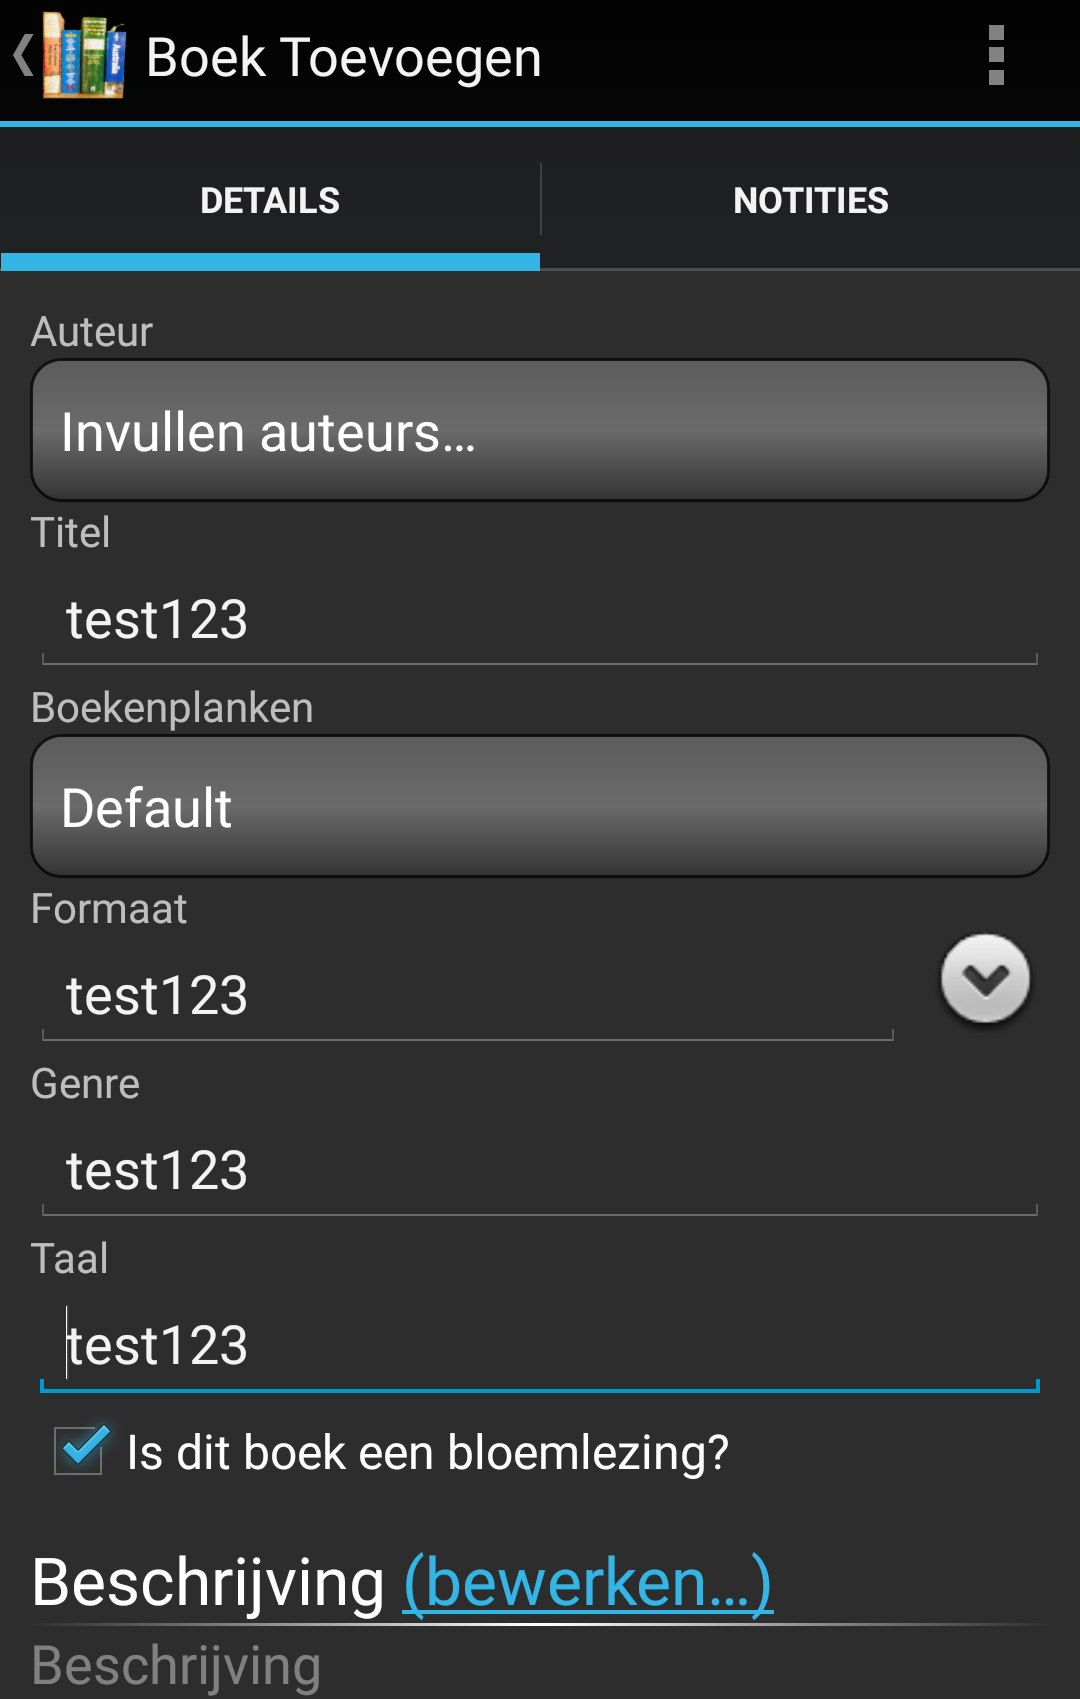 Boek Toevoegen
DETAILS
NOTITIES
Auteur
Invullen auteurs...
Titel
test123
Boekenplanken
Default
Formaat
test123
Genre
test123
Taal
test123
Is dit boek een bloemlezing?
Beschrijving (bewerken...)
Beschrijving